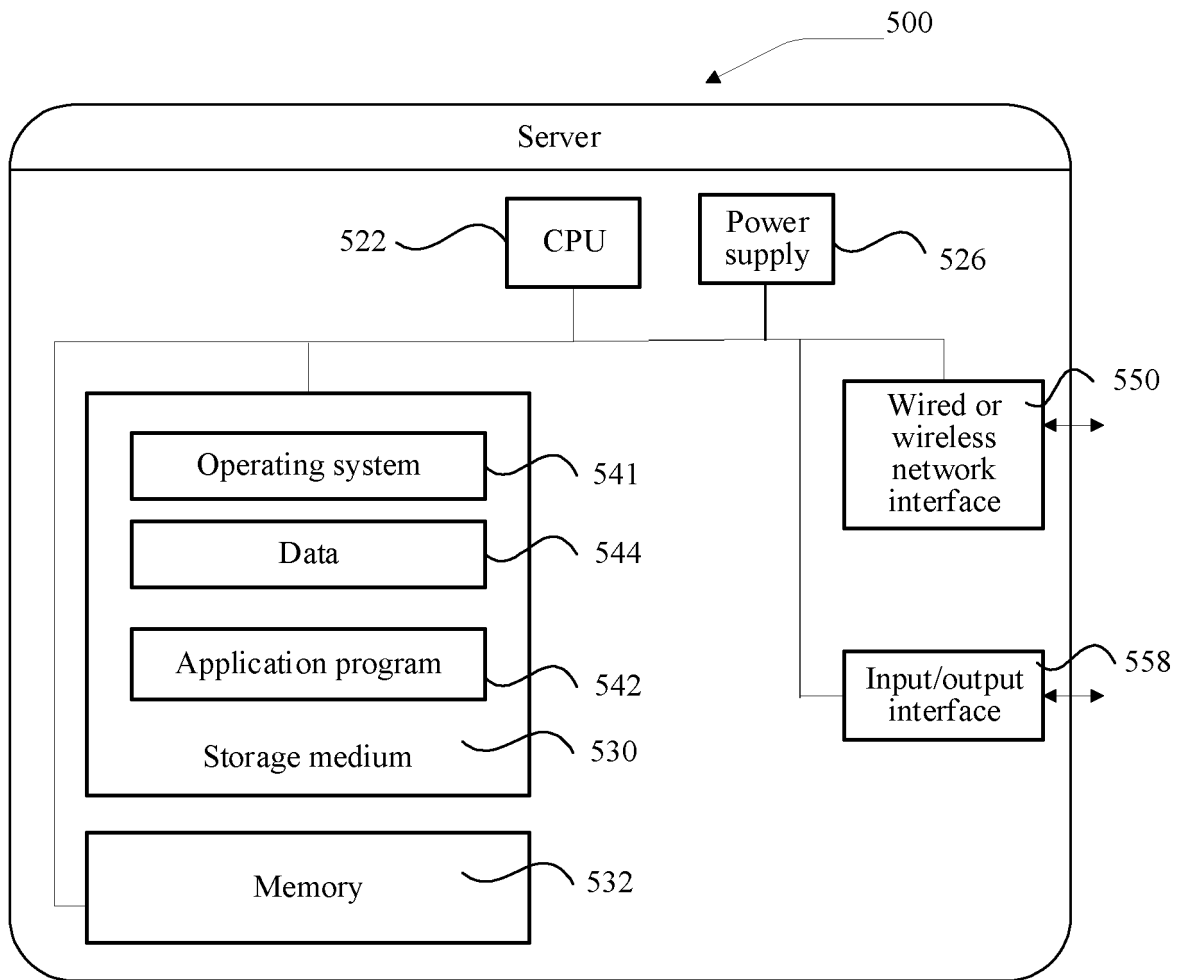 500
Server
522
CPU
Power
supply
526
550
Wired or
wireless
network
interface
Operating system
541
Data
544
Application program
542
558
Input/output
interface
Storage medium
530
Memory
532